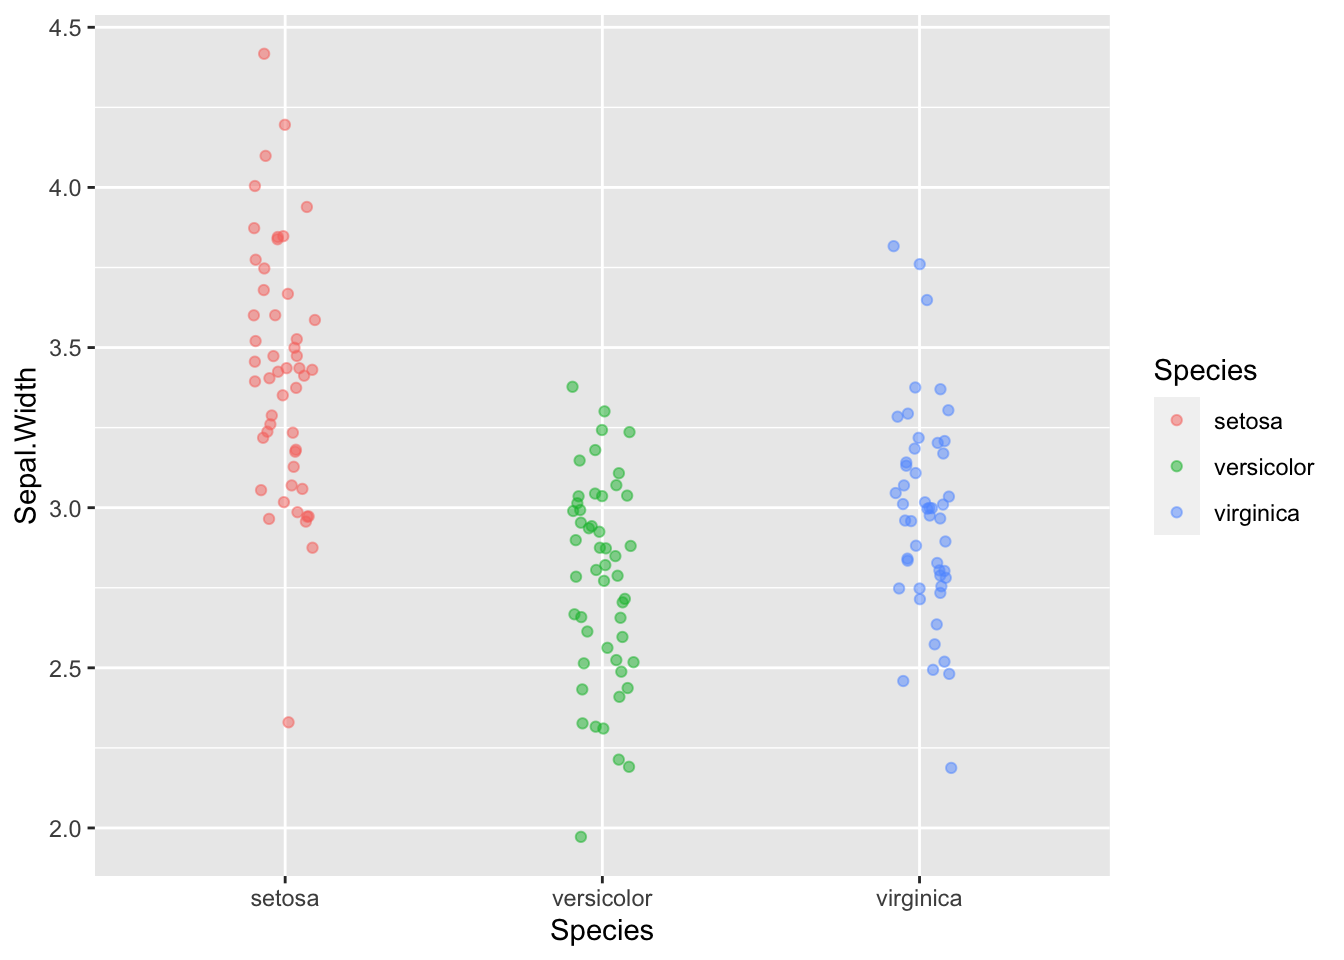 4.5
4.0
3.5
3.0
2.5
2.0
Sepal.Width
setosa
versicolor
virginica
Species
Species
setosa
versicolor
virginica